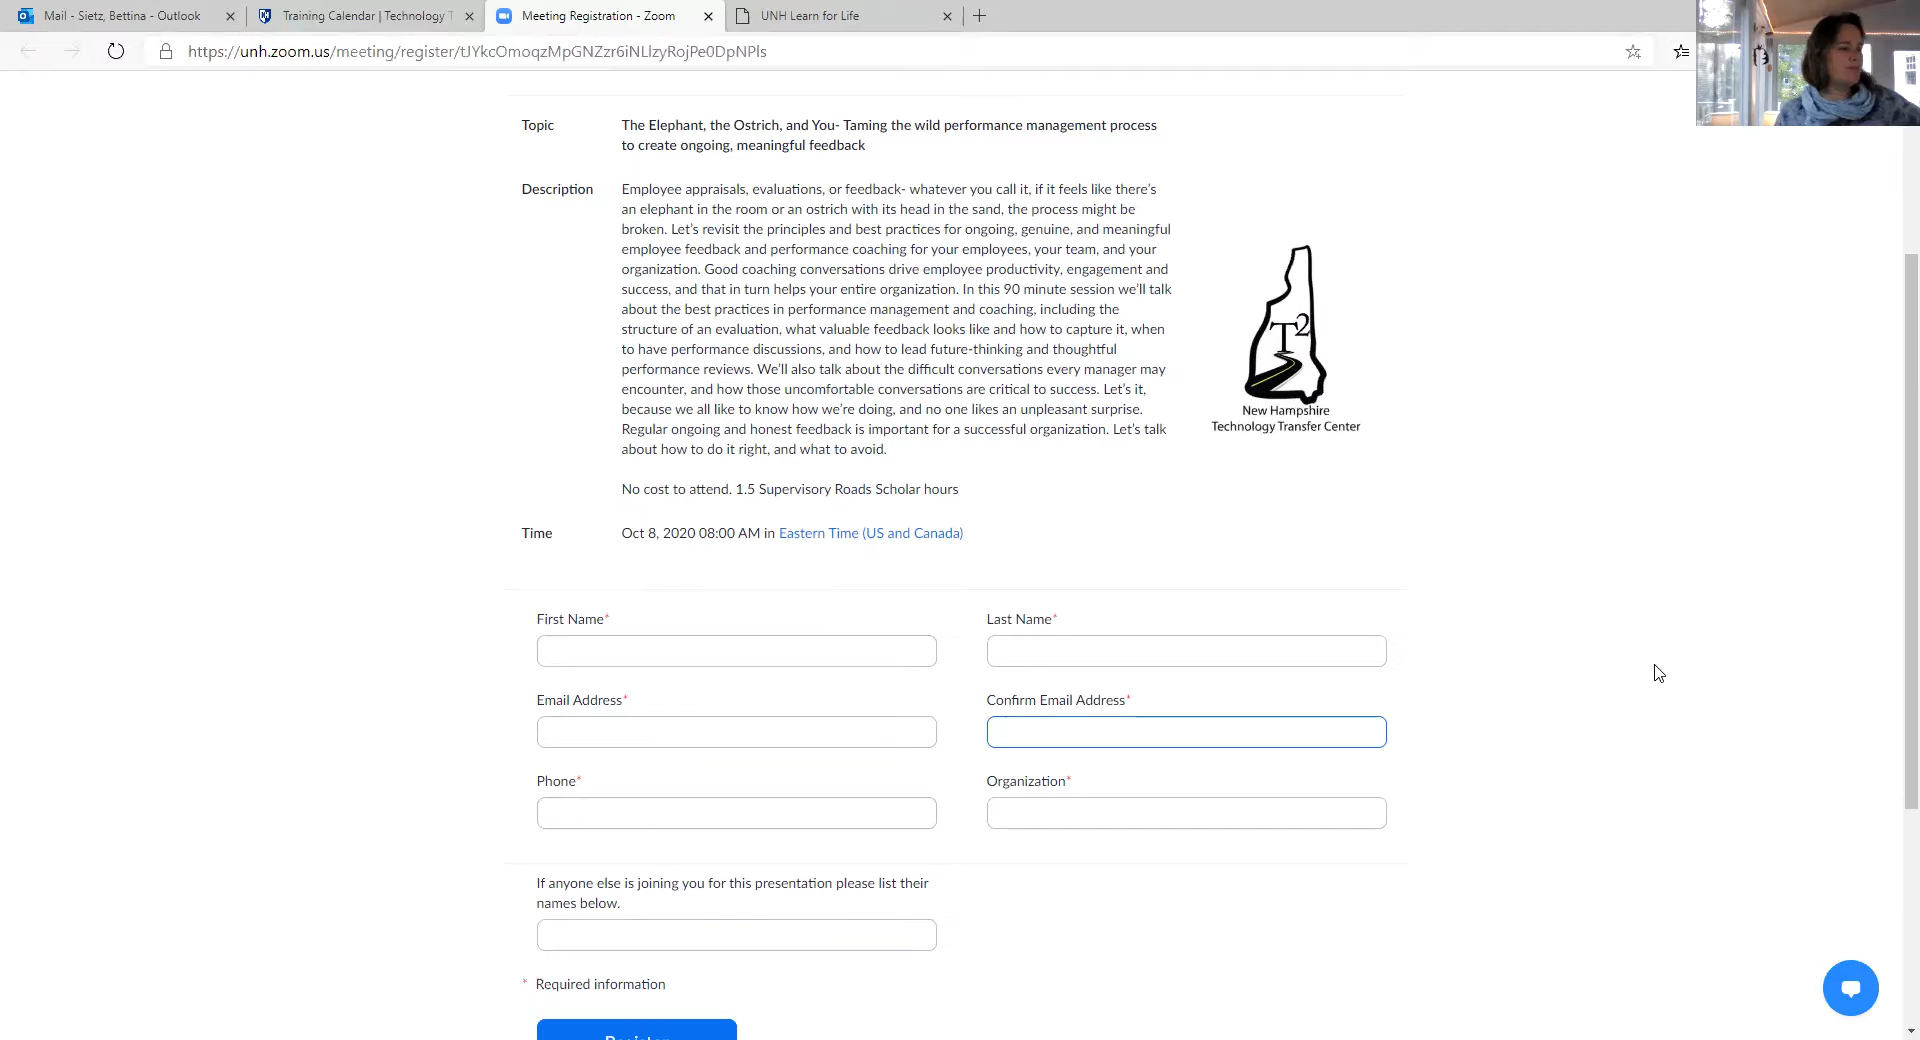 Mail - Sietz, Bettina - Outlook
Training Calendar | Technology T
Meeting Registration - Zoom
UNH Learn for Life
https://unh.zoom.us/meeting/register/tJYkcOmoqzMpGNZzr6iNLlzyRojPe0DpNPls
Topic
The Elephant, the Ostrich, and You- Taming the wild performance management process
to create ongoing, meaningful feedback
Description
Employee appraisals, evaluations, or feedback- whatever you call it, if it feels like there's
an elephant in the room or an ostrich with its head in the sand, the process might be
broken. Let's revisit the principles and best practices for ongoing, genuine, and meaningful
employee feedback and performance coaching for your employees, your team, and your
organization. Good coaching conversations drive employee productivity, engagement and
success, and that in turn helps your entire organization. In this 90 minute session we'll talk
about the best practices in performance management and coaching, including the
structure of an evaluation, what valuable feedback looks like and how to capture it, when
to have performance discussions, and how to lead future-thinking and thoughtful
performance reviews. We'll also talk about the difficult conversations every manager may
encounter, and how those uncomfortable conversations are critical to success. Let's it,
because we all like to know how we're doing, and no one likes an unpleasant surprise.
Regular ongoing and honest feedback is important for a successful organization. Let's talk
about how to do it right, and what to avoid.
No cost to attend. 1.5 Supervisory Roads Scholar hours
T2
New Hampshire
Technology Transfer Center
Time
Oct 8, 2020 08:00 AM in Eastern Time (US and Canada)
First Name*
Last Name*
Email Address*
Confirm Email Address*
Phone*
Organization*
If anyone else is joining you for this presentation please list their
names below.
* Required information
Register